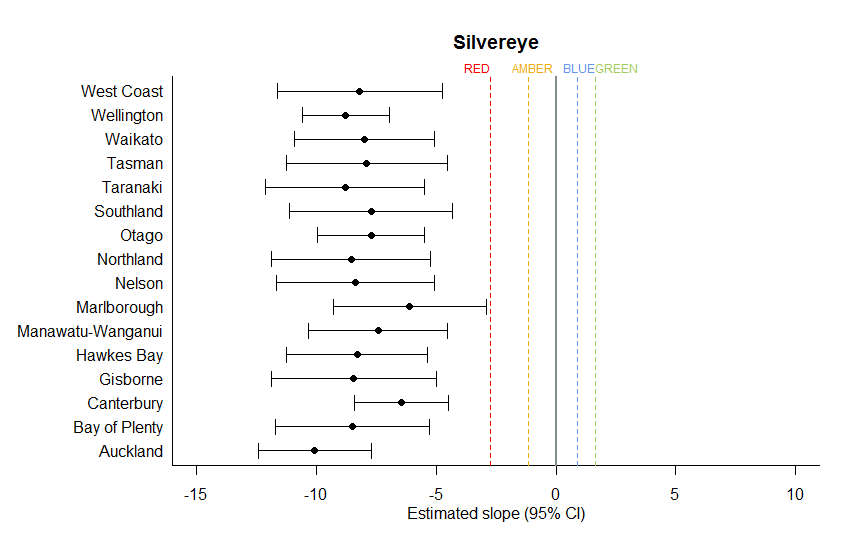 Silvereye
RED AMBER BLUE GREEN
West Coast
Wellington
Waikato
Tasman
Taranaki
Southland
Otago
Northland
Nelson
Marlborough
Manawatu-Wanganui
Hawkes Bay
Gisborne
Canterbury
Bay of Plenty
Auckland
-15 -10 -5 0 5 10
Estimated slope (95% CI)